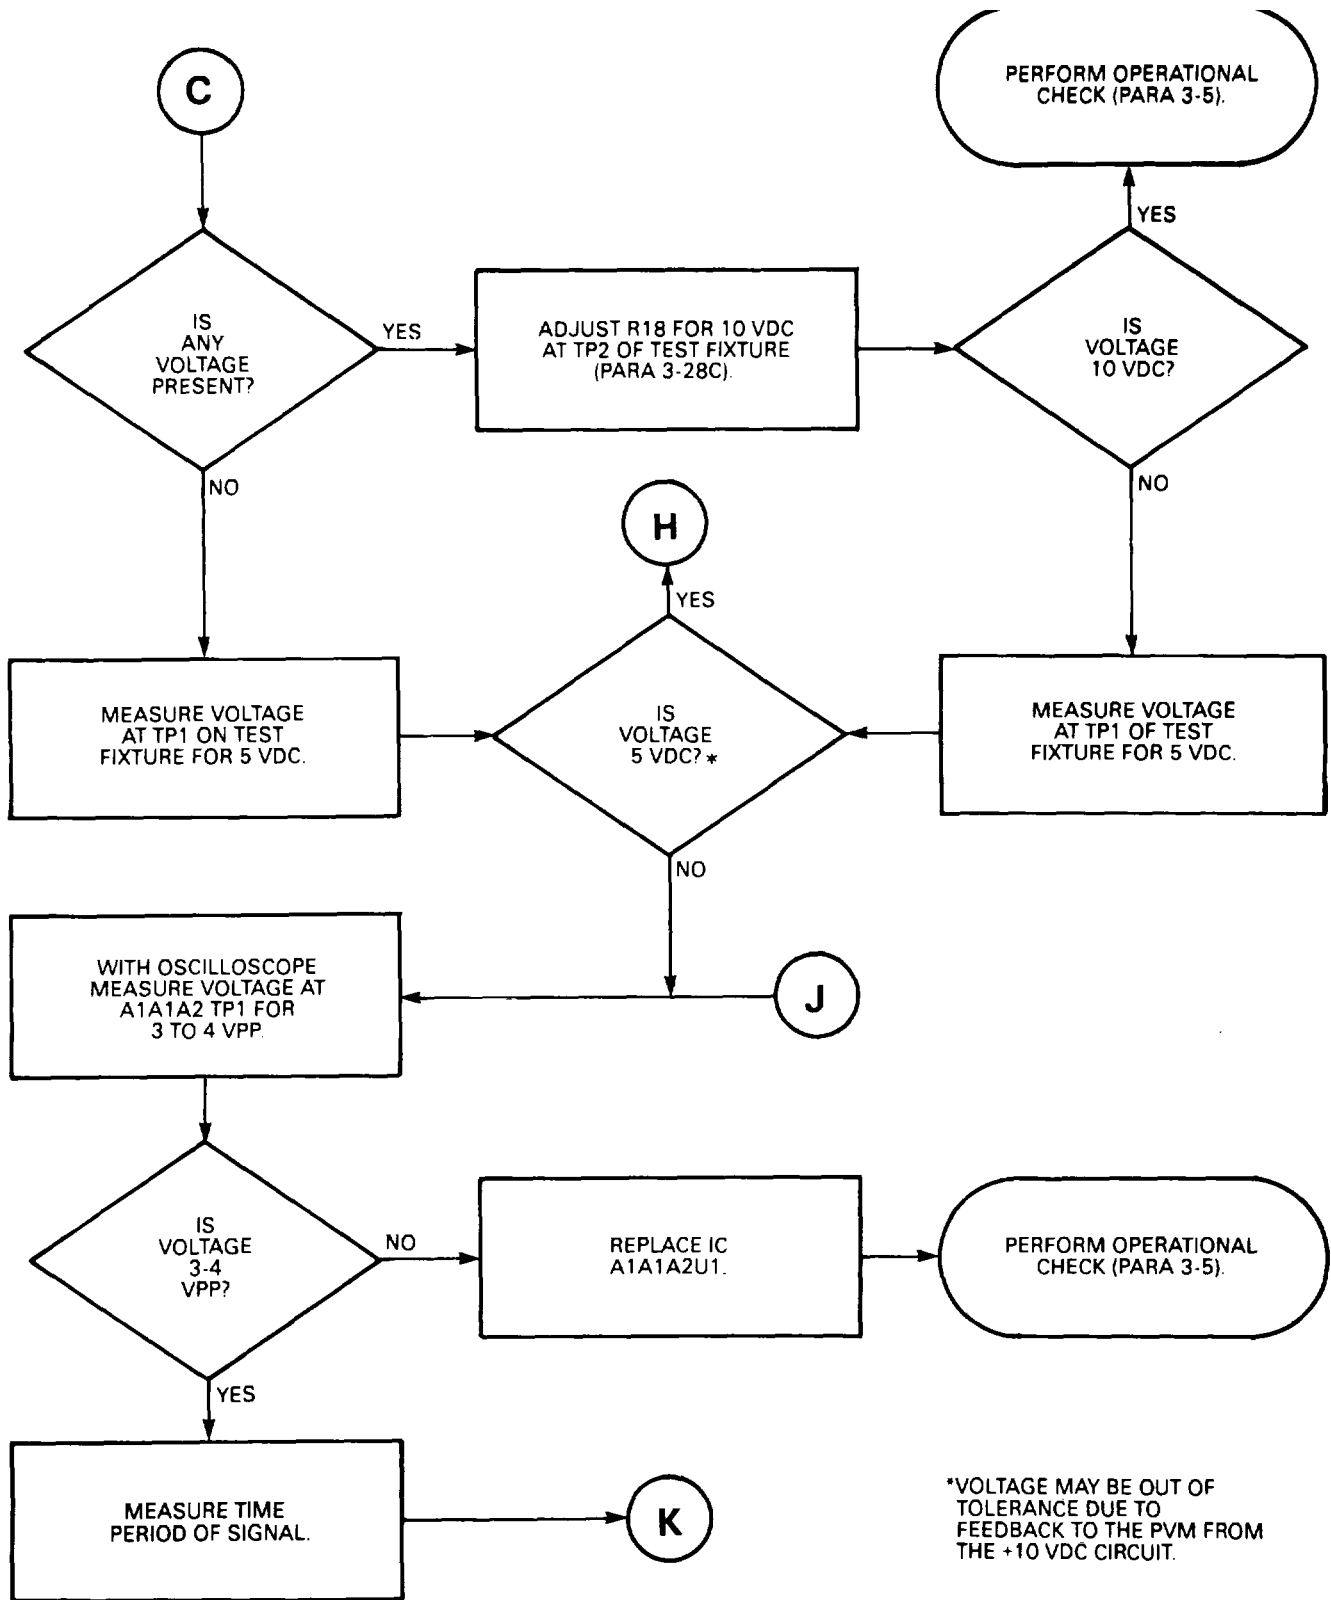 C
PERFORM OPERATIONAL
CHECK (PARA 3-5).
YES
IS
ANY
VOLTAGE
PRESENT?
YES
ADJUST R18 FOR 10 VDC
AT TP2 OF TEST FIXTURE
(PARA 3-28C).
IS
VOLTAGE
10 VDC?
NO
NO
H
YES
MEASURE VOLTAGE
AT TP1 ON TEST
FIXTURE FOR 5 VDC.
IS
VOLTAGE
5 VDC?*
MEASURE VOLTAGE
AT TP1 OF TEST
FIXTURE FOR 5 VDC.
NO
WITH OSCILLOSCOPE
MEASURE VOLTAGE AT
A1A1A2 TP1 FOR
3 TO 4 VPP.
J
IS
VOLTAGE
3-4
VPP?
NO
REPLACE IC
A1A1A2U1.
PERFORM OPERATIONAL
CHECK (PARA 3-5).
YES
MEASURE TIME
PERIOD OF SIGNAL.
K
*VOLTAGE MAY BE OUT OF
TOLERANCE DUE TO
FEEDBACK TO THE PVM FROM
THE +10 VDC CIRCUIT.